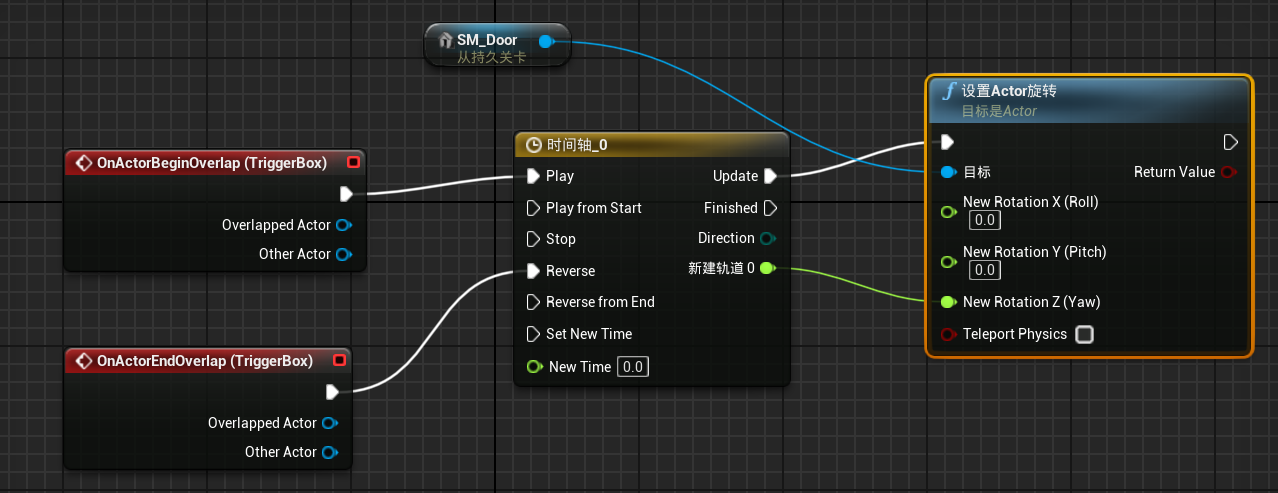 SM_Door
从持久关卡
OnActorBeginOverlap (TriggerBox)
Overlapped Actor
Other Actor
OnActorEndOverlap (TriggerBox)
Overlapped Actor
Other Actor
时间轴_0
Play
Update
Play from Start
Finished
Stop
Direction
Reverse
新建轨道 0
Reverse from End
Set New Time
New Time 0.0
f 设置Actor旋转
目标是Actor
目标
Return Value
New Rotation X (Roll)
0.0
New Rotation Y (Pitch)
0.0
New Rotation Z (Yaw)
Teleport Physics